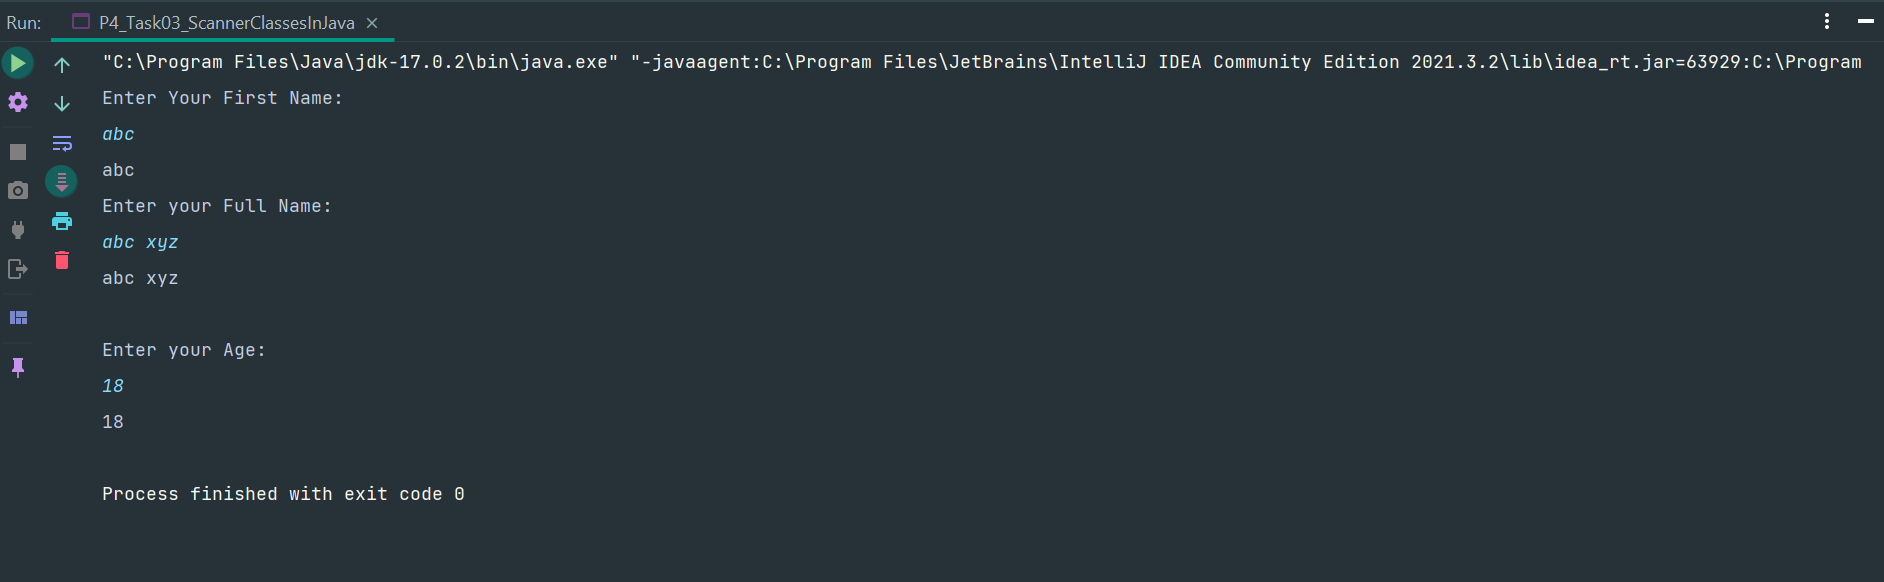 Run: P4_Task03_ScannerClassesInJava
"C:\Program Files\Java\jdk-17.0.2\bin\java.exe" "-javaagent:C:\Program Files\JetBrains\IntelliJ IDEA Community Edition 2021.3.2\lib\idea_rt.jar=63929:C:\Program
Enter Your First Name:
abc
abc
Enter your Full Name:
abc xyz
abc xyz
Enter your Age:
18
18
Process finished with exit code 0